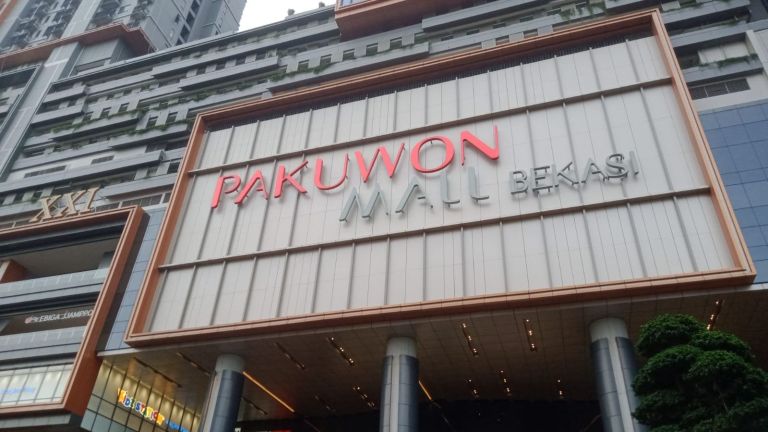 PAKUWON
MALL BEKASI
XXI